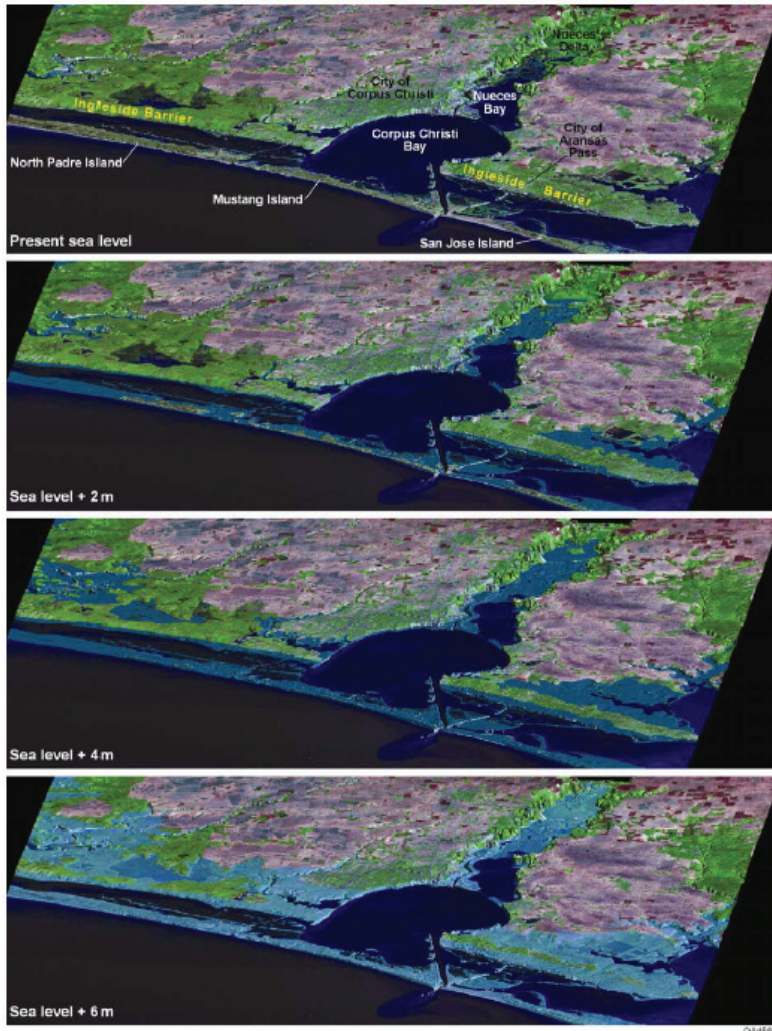 Nueces
Delta
City of
Corpus Christi
Nueces
Bay
Ingleside Barrier
Corpus Christi
Bay
City of
Aransas
Pass
North Padre Island
Ingleside Barrier
Mustang Island
San Jose Island
Present sea level
Sea level + 2 m
Sea level + 4 m
Sea level + 6 m